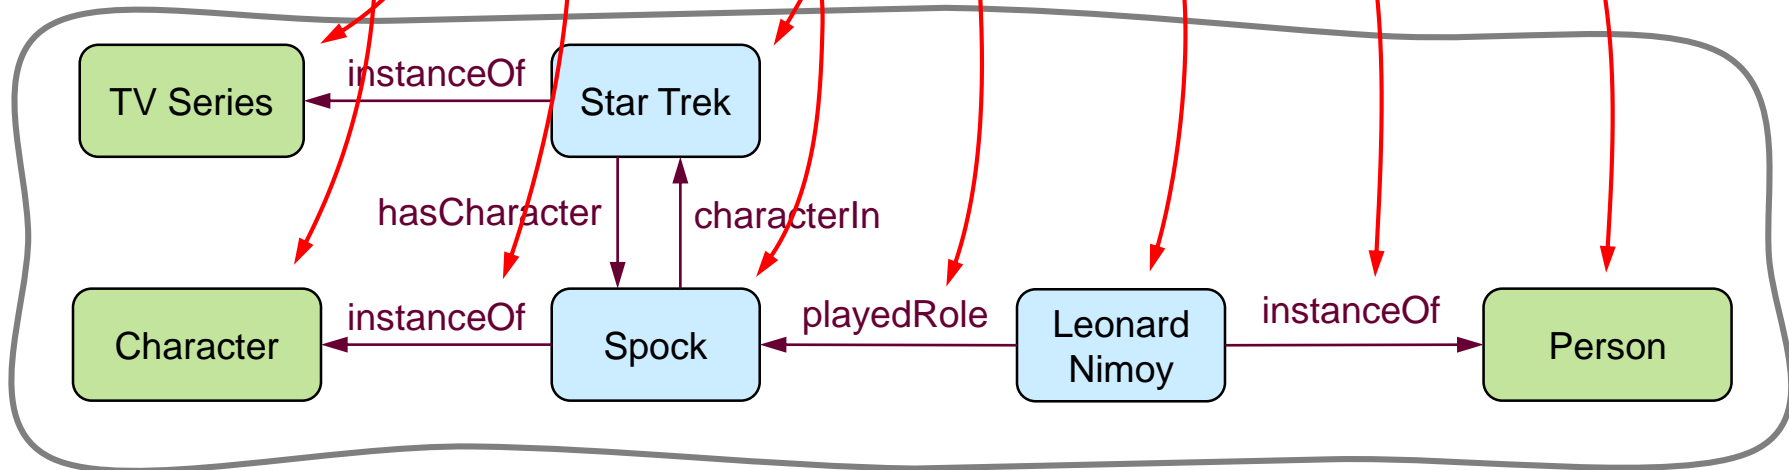 TV Series
instanceOf
Star Trek
hasCharacter
characterIn
Character
instanceOf
Spock
playedRole
Leonard
Nimoy
instanceOf
Person